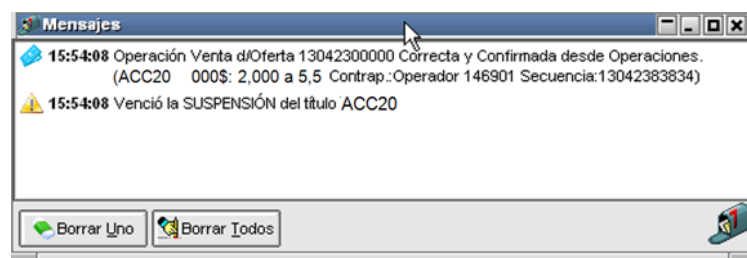 Mensajes
15:54:08 Operación Venta d/Oferta 13042300000 Correcta y Confirmada desde Operaciones.
(ACC20 000$: 2,000 a 5,5 Contrap.:Operador 146901 Secuencia:13042383834)
15:54:08 Venció la SUSPENSIÓN del título ACC20
Borrar Uno Borrar Todos